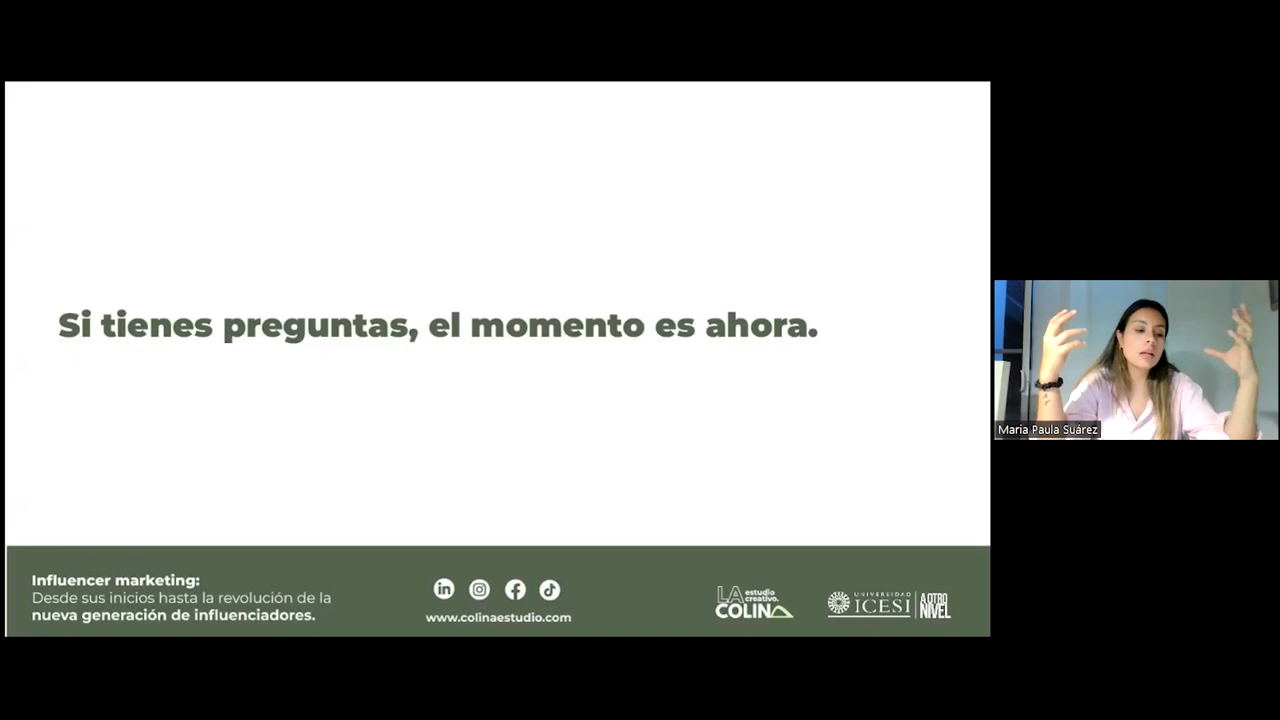 Si tienes preguntas, el momento es ahora.
Influencer marketing:
Desde sus inicios hasta la revolución de la
nueva generación de influenciadores.
www.colinaestudio.com
LA estudio creativo.
COLINA
UNIVERSIDAD
ICESI
A OTRO
NIVEL
Maria Paula Suárez